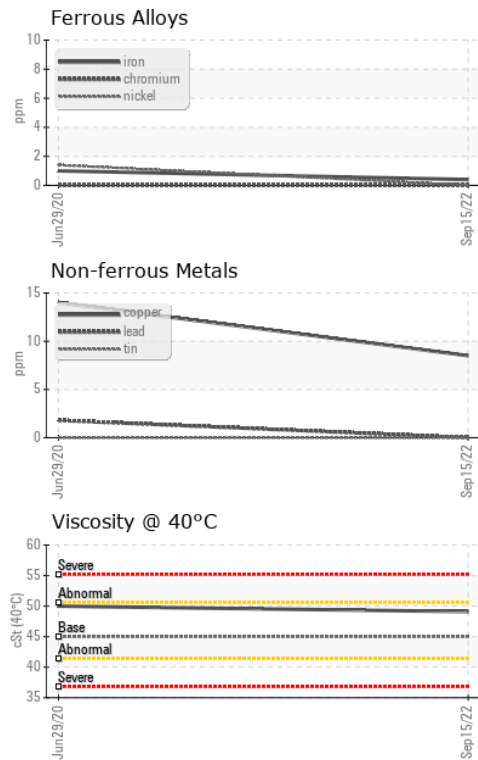 Ferrous Alloys
10
8
6
4
2
0
ppm
iron
chromium
nickel
Jun29/20
Sep15/22
Non-ferrous Metals
15
10
5
0
ppm
copper
lead
tin
Jun29/20
Sep15/22
Viscosity @ 40°C
60
55
50
45
40
35
cSt (40°C)
Severe
Abnormal
Base
Abnormal
Severe
Jun29/20
Sep15/22